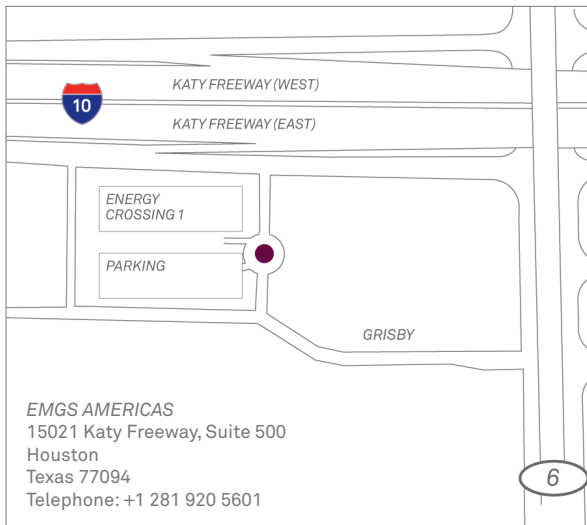 KATY FREEWAY (WEST)
10
KATY FREEWAY (EAST)
ENERGY
CROSSING 1
PARKING
GRISBY
EMGS AMERICAS
15021 Katy Freeway, Suite 500
Houston
Texas 77094
Telephone: +1 281 920 5601
6